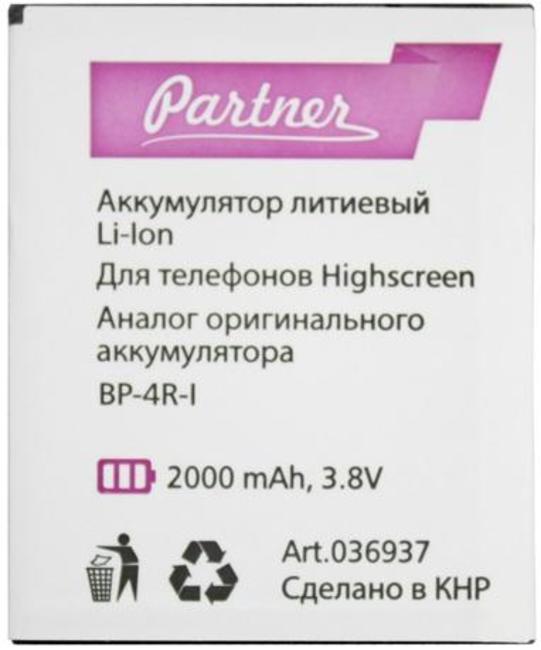 Partner
Аккумулятор литиевый
Li-Ion
Для телефонов Highscreen
Аналог оригинального
аккумулятора
BP-4R-I
2000 mAh, 3.8V
Art.036937
Сделано в КНР